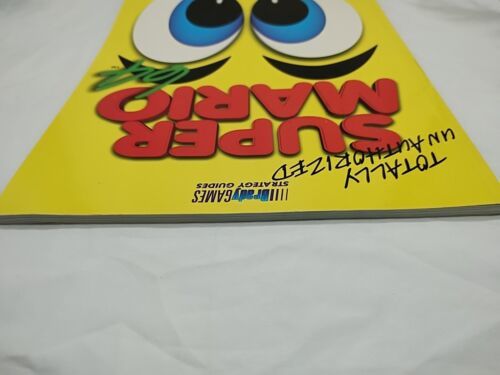 BradyGAMES
STRATEGY GUIDES
TOTALLY
UNAUTHORIZED
SUPER
MARIO
64